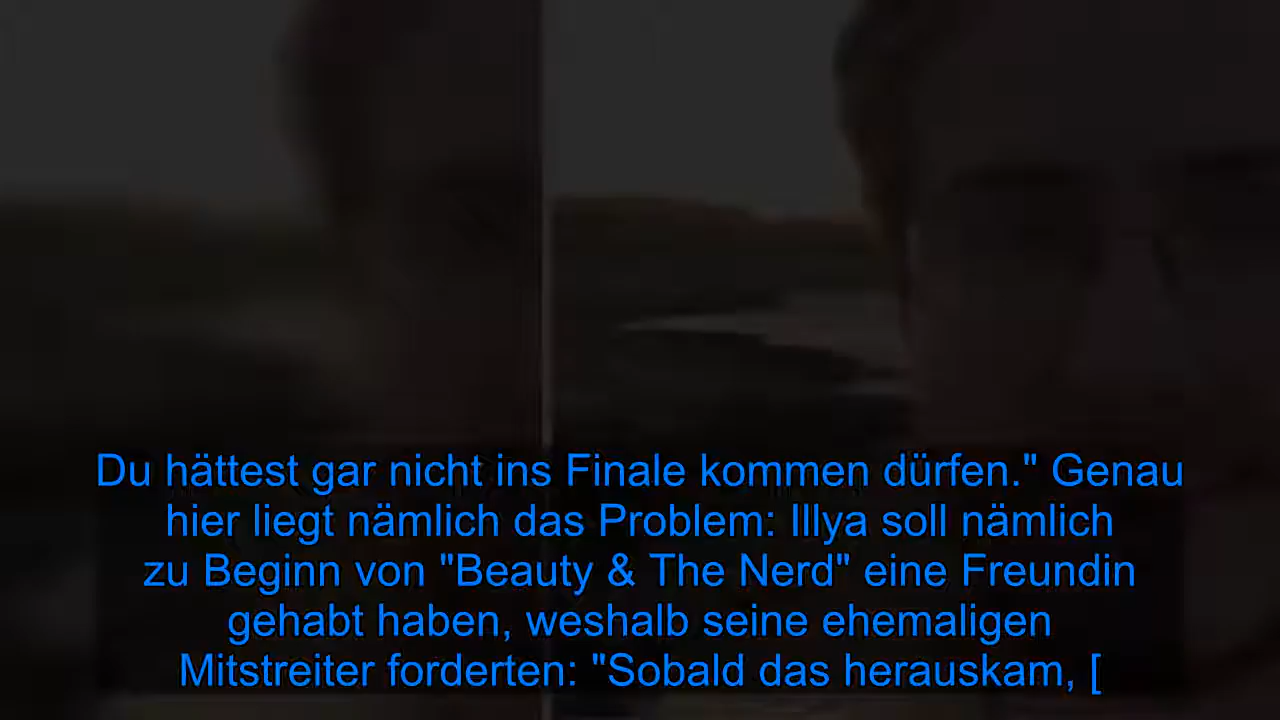 Du hättest gar nicht ins Finale kommen dürfen." Genau
hier liegt nämlich das Problem: Illya soll nämlich
zu Beginn von "Beauty & The Nerd" eine Freundin
gehabt haben, weshalb seine ehemaligen
Mitstreiter forderten: "Sobald das herauskam, [